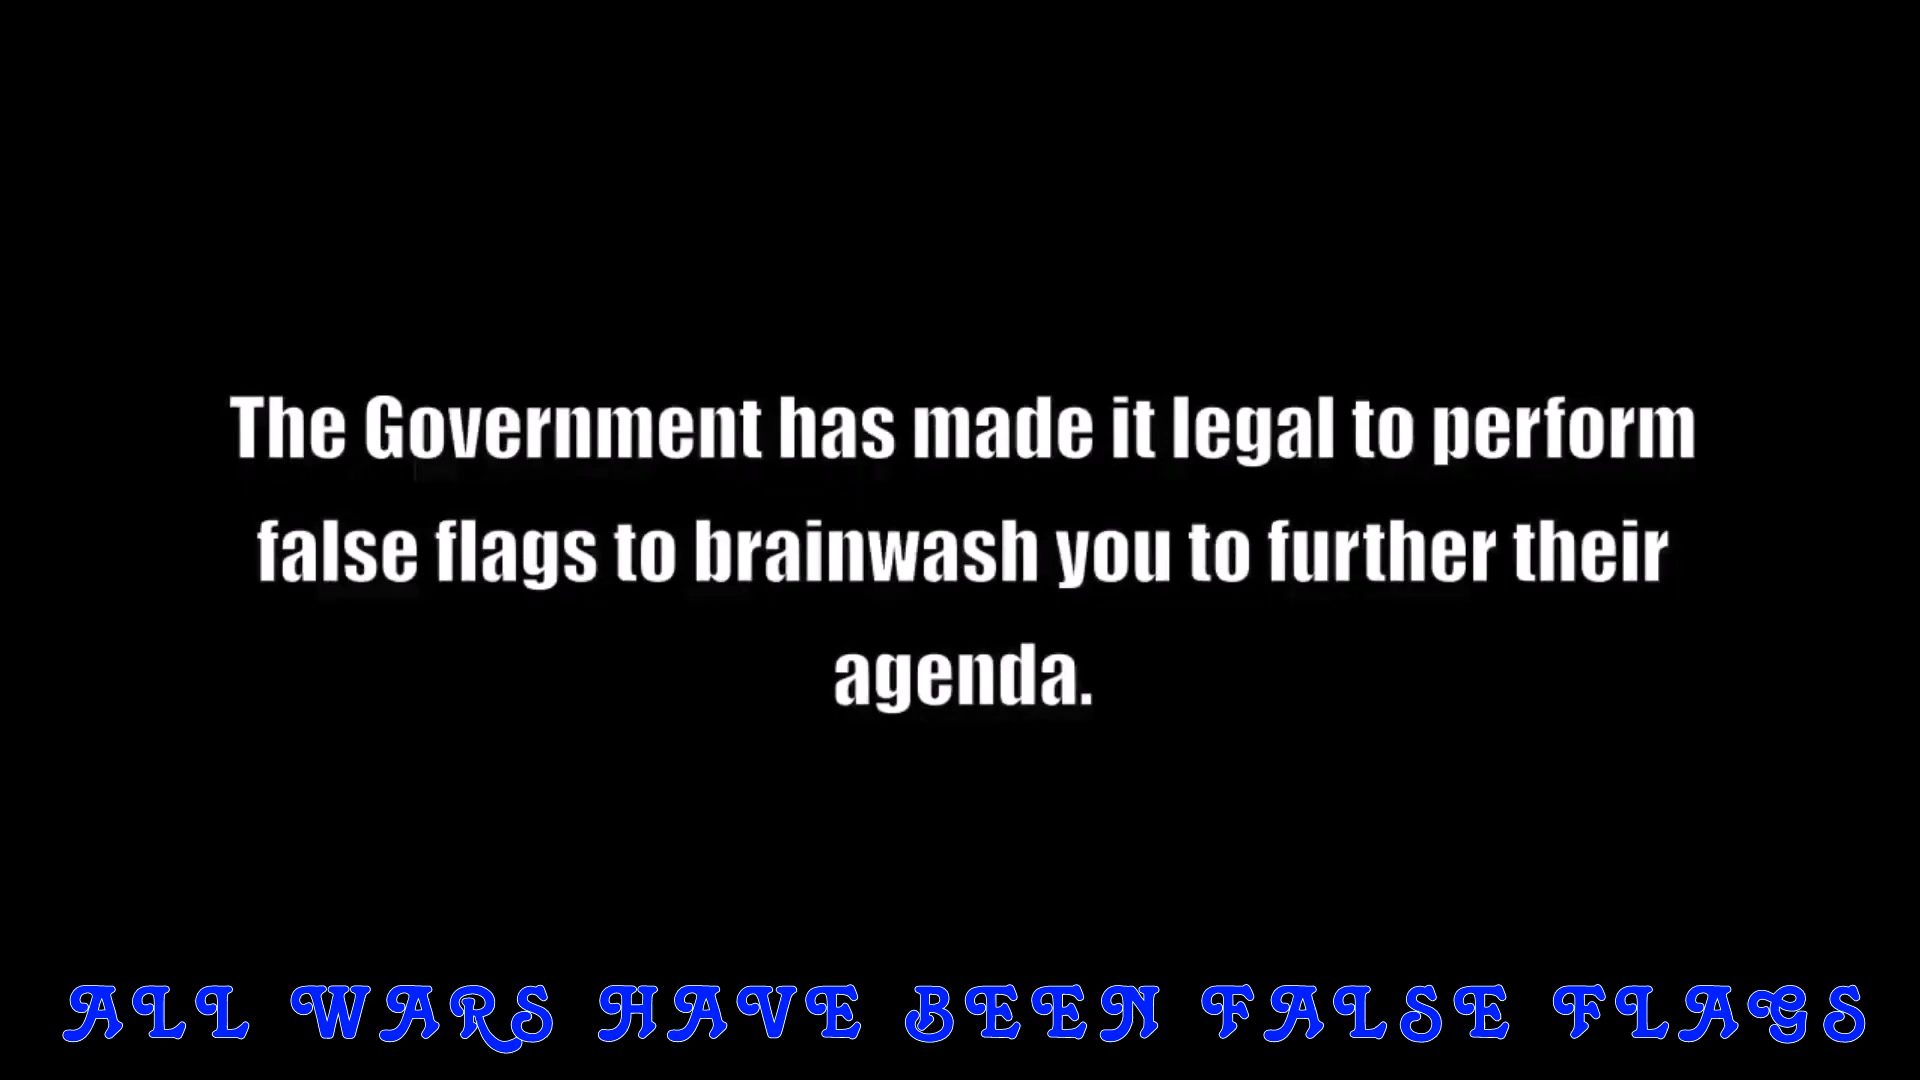 The Government has made it legal to perform
false flags to brainwash you to further their
agenda.
ALL WARS HAVE BEEN FALSE FLAGS